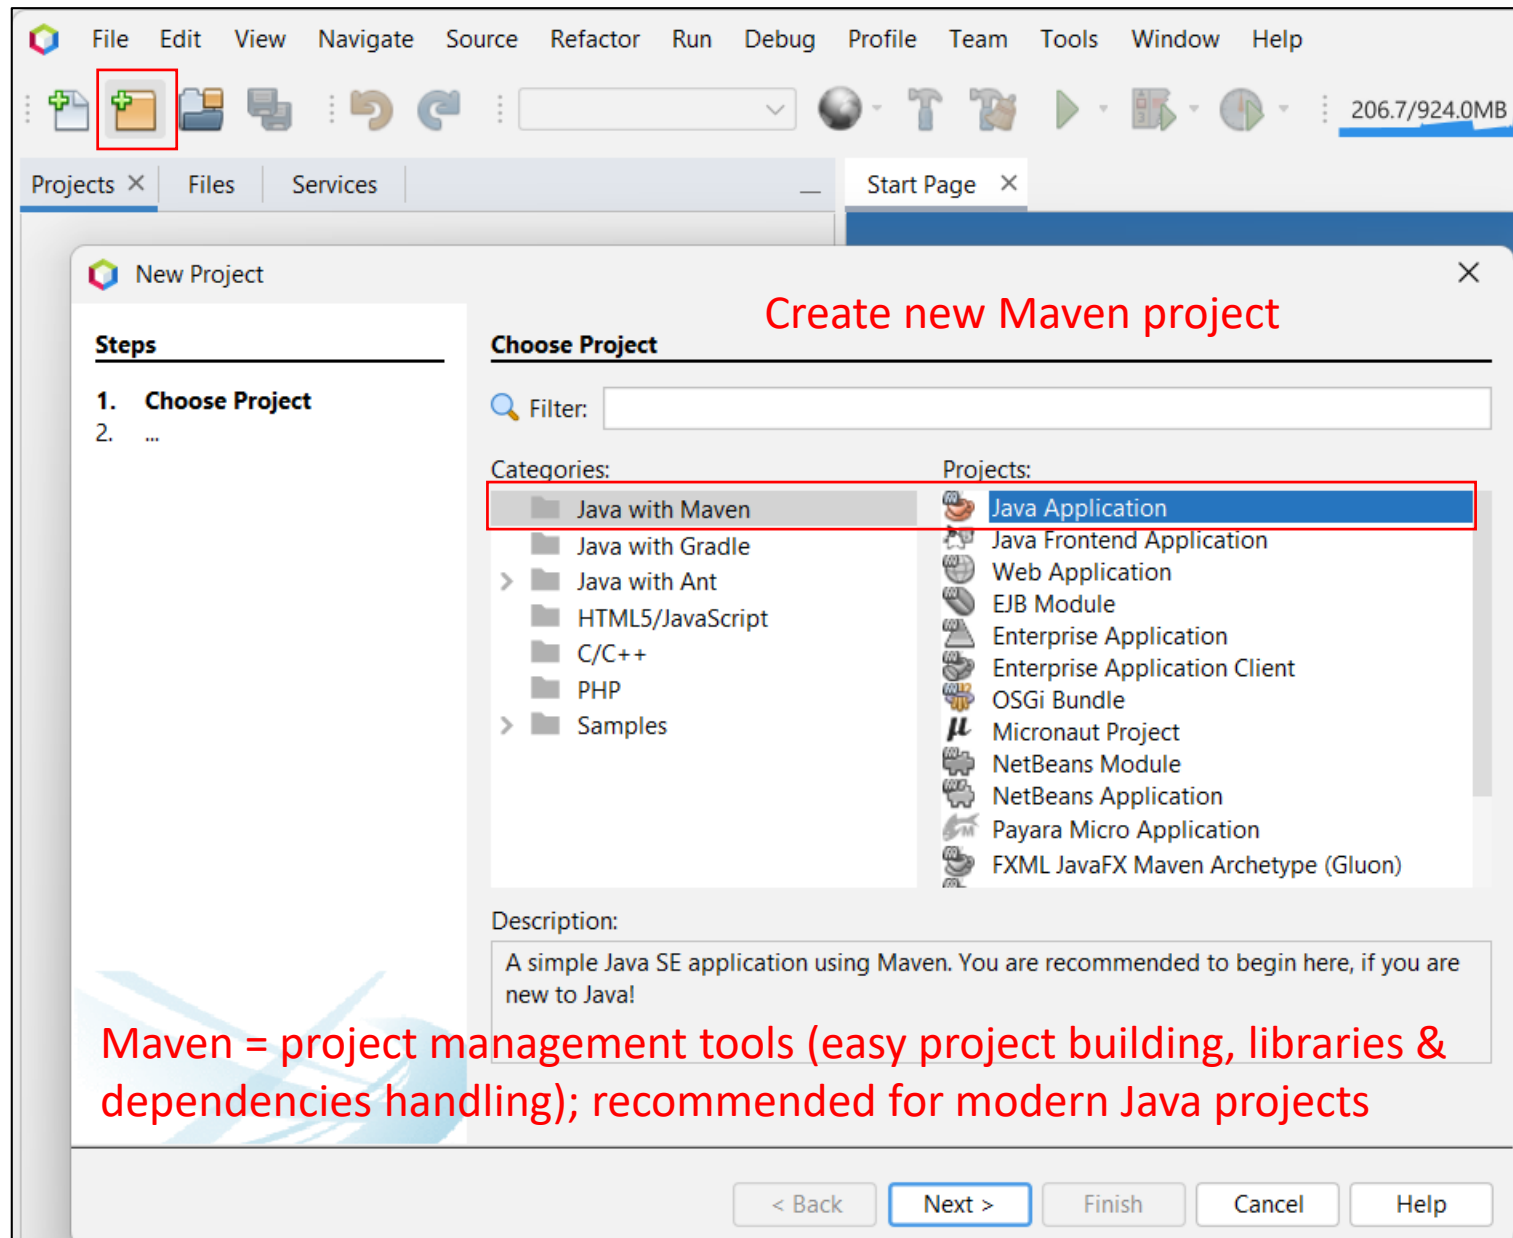 File Edit View Navigate Source Refactor Run Debug Profile Team Tools Window Help
206.7/924.0MB
Projects Files Services
Start Page
New Project
Create new Maven project
Steps
1. Choose Project
2. ...
Choose Project
Filter:
Categories:
Java with Maven
Java with Gradle
Java with Ant
HTML5/JavaScript
C/C++
PHP
Samples
Projects:
Java Application
Java Frontend Application
Web Application
EJB Module
Enterprise Application
Enterprise Application Client
OSGi Bundle
Micronaut Project
NetBeans Module
NetBeans Application
Payara Micro Application
FXML JavaFX Maven Archetype (Gluon)
Description:
A simple Java SE application using Maven. You are recommended to begin here, if you are
new to Java!
Maven = project management tools (easy project building, libraries &
dependencies handling); recommended for modern Java projects
< Back Next > Finish Cancel Help